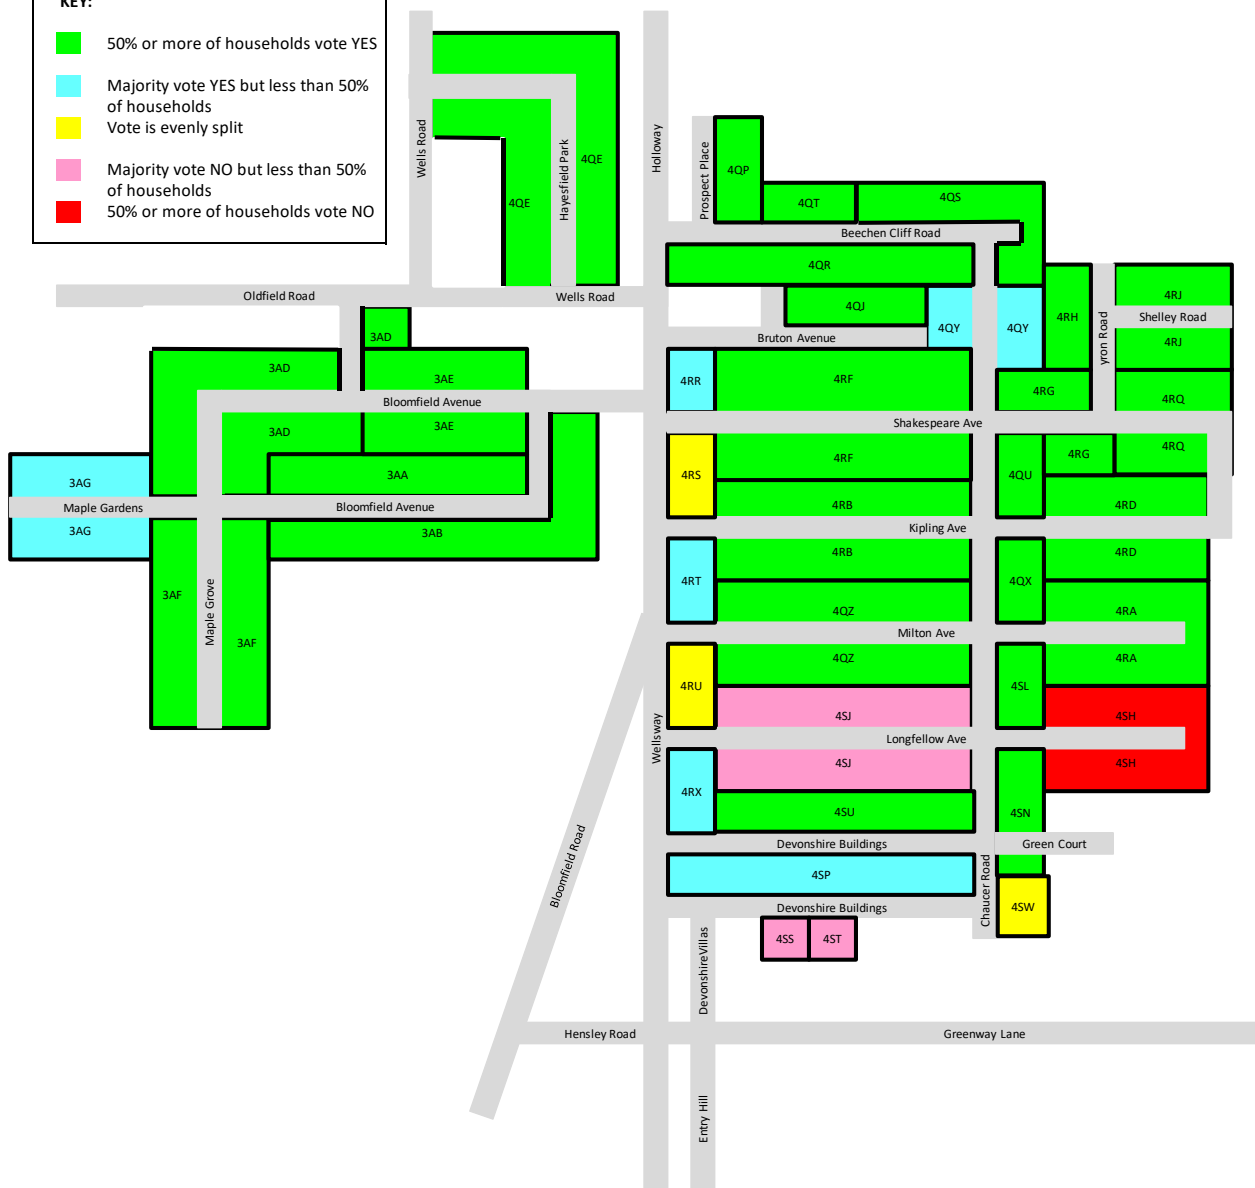 KEY:
50% or more of households vote YES
Majority vote YES but less than 50%
of households
Vote is evenly split
Majority vote NO but less than 50%
of households
50% or more of households vote NO
Wells Road
Hayesfield Park
4QE
4QE
Holloway
Prospect Place
4QP
4QT
4QS
Beechen Cliff Road
4QR
Oldfield Road
Wells Road
4QJ
4QY
4QY
4RH
yron Road
4RJ
Shelley Road
4RJ
Bruton Avenue
3AD
3AD
3AE
4RR
4RF
4RG
4RQ
Bloomfield Avenue
Shakespeare Ave
3AD
3AE
4RS
4RF
4QU
4RG
4RQ
3AG
3AA
4RB
4RD
Maple Gardens
Bloomfield Avenue
Kipling Ave
3AG
3AB
4RT
4RB
4QX
4RD
3AF
Maple Grove
3AF
4QZ
4RA
Milton Ave
4QZ
4RA
4RU
4SL
4SJ
4SH
Wellsway
Longfellow Ave
4SJ
4SH
4RX
4SU
4SN
Devonshire Buildings
Green Court
Bloomfield Road
4SP
Chaucer Road
Devonshire Buildings
4SW
4SS
4ST
Devonshire Villas
Hensley Road
Greenway Lane
Entry Hill